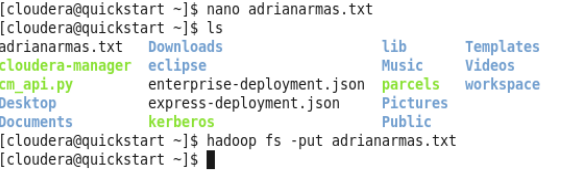 [cloudera@quickstart ~]$ nano adrianarmas.txt
[cloudera@quickstart ~]$ ls
adrianarmas.txt Downloads lib Templates
cloudera-manager eclipse Music Videos
cm_api.py enterprise-deployment.json parcels workspace
Desktop express-deployment.json Pictures
Documents kerberos Public
[cloudera@quickstart ~]$ hadoop fs -put adrianarmas.txt
[cloudera@quickstart ~]$